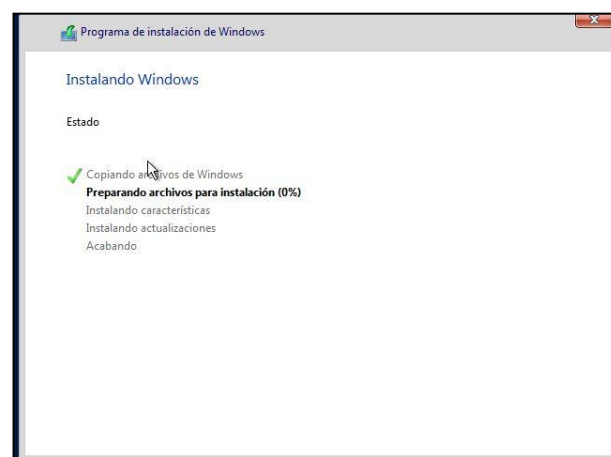 Programa de instalación de Windows
Instalando Windows
Estado
Copiando archivos de Windows
Preparando archivos para instalación (0%)
Instalando características
Instalando actualizaciones
Acabando